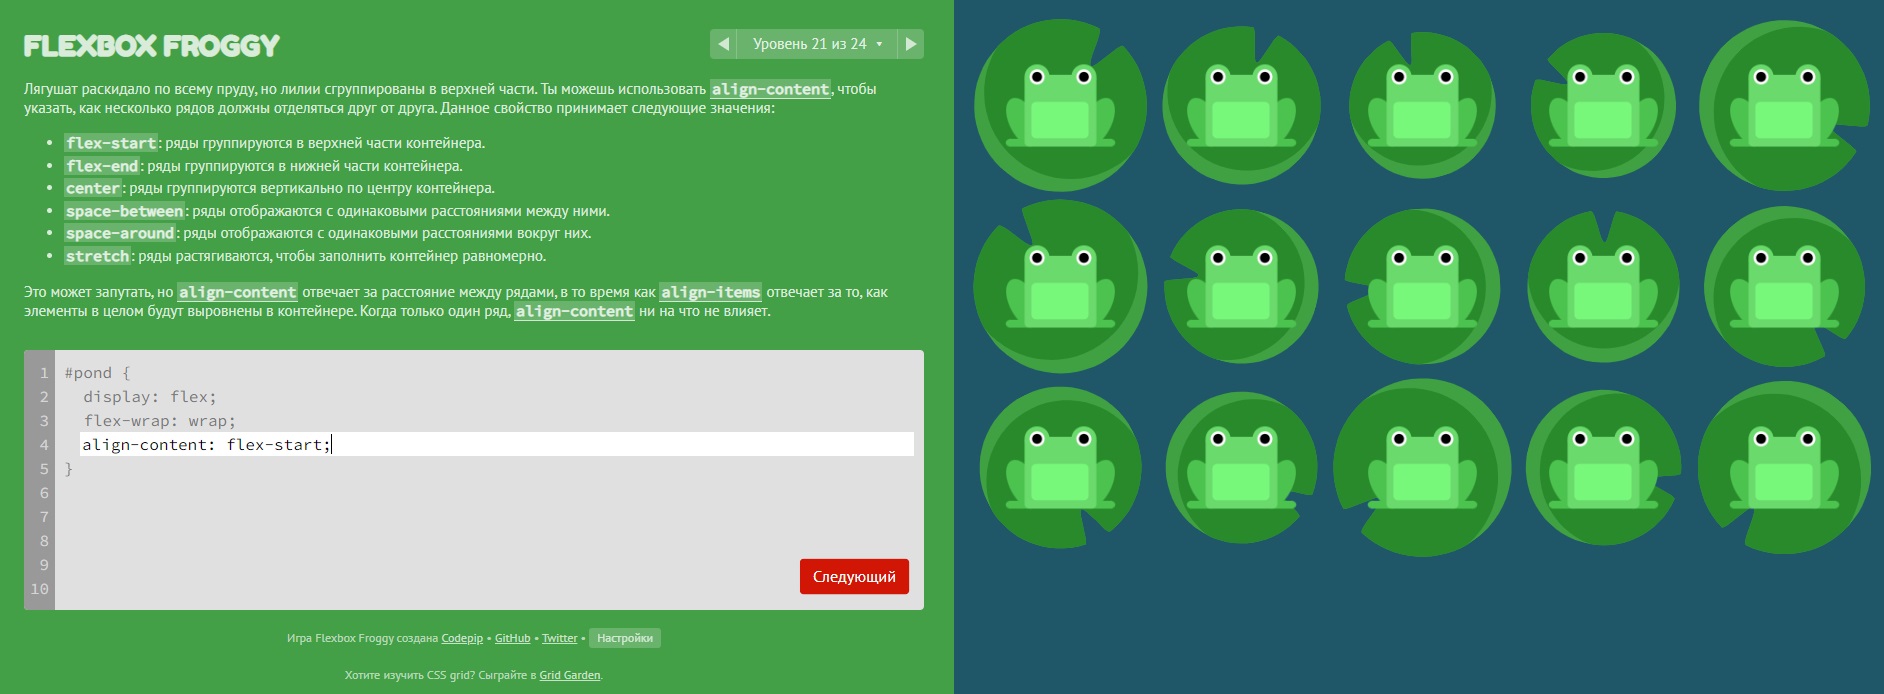 FLEXBOX FROGGY
Уровень 21 из 24
Лягушат раскидало по всему пруду, но лилии сгруппированы в верхней части. Ты можешь использовать align-content, чтобы
указать, как несколько рядов должны отделяться друг от друга. Данное свойство принимает следующие значения:
• flex-start: ряды группируются в верхней части контейнера.
• flex-end: ряды группируются в нижней части контейнера.
• center: ряды группируются вертикально по центру контейнера.
• space-between: ряды отображаются с одинаковыми расстояниями между ними.
• space-around: ряды отображаются с одинаковыми расстояниями вокруг них.
• stretch: ряды растягиваются, чтобы заполнить контейнер равномерно.
Это может запутать, но align-content отвечает за расстояние между рядами, в то время как align-items отвечает за то, как
элементы в целом будут выровнены в контейнере. Когда только один ряд, align-content ни на что не влияет.
1 #pond {
2 display: flex;
3 flex-wrap: wrap;
4 align-content: flex-start;
5 }
6
7
8
9
10
Следующий
Игра Flexbox Froggy создана Codepip • GitHub • Twitter • Настройки
Хотите изучить CSS grid? Сыграйте в Grid Garden.